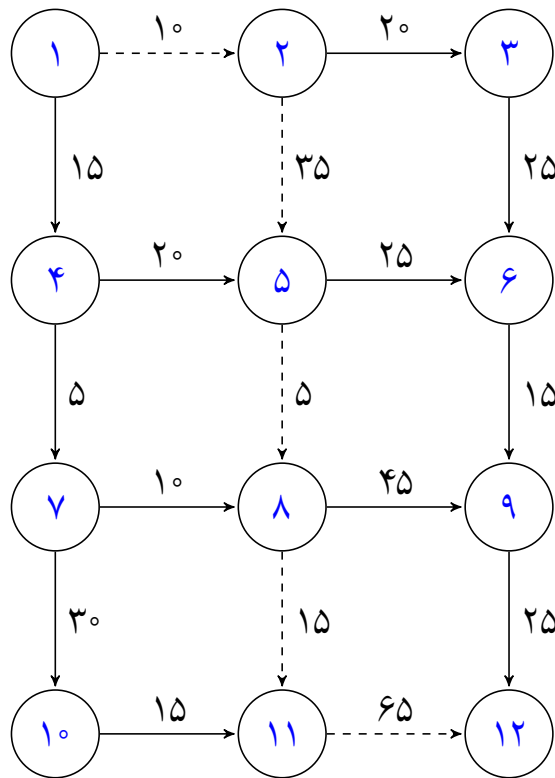 ۱۰ ۲۰
۱ ۲ ۳
۱۵ ۳۵ ۲۵
۲۰ ۲۵
۴ ۵ ۶
۵ ۵ ۱۵
۱۰ ۴۵
۷ ۸ ۹
۳۰ ۱۵ ۲۵
۱۵ ۶۵
۱۰ ۱۱ ۱۲